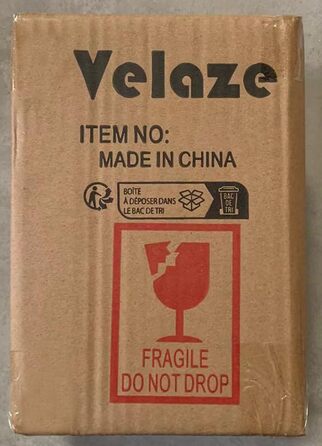 Velaze
ITEM NO:
MADE IN CHINA
BOÎTE
À DÉPOSER DANS
LE BAC DE TRI
BAC
DE
TRI
FRAGILE
DO NOT DROP